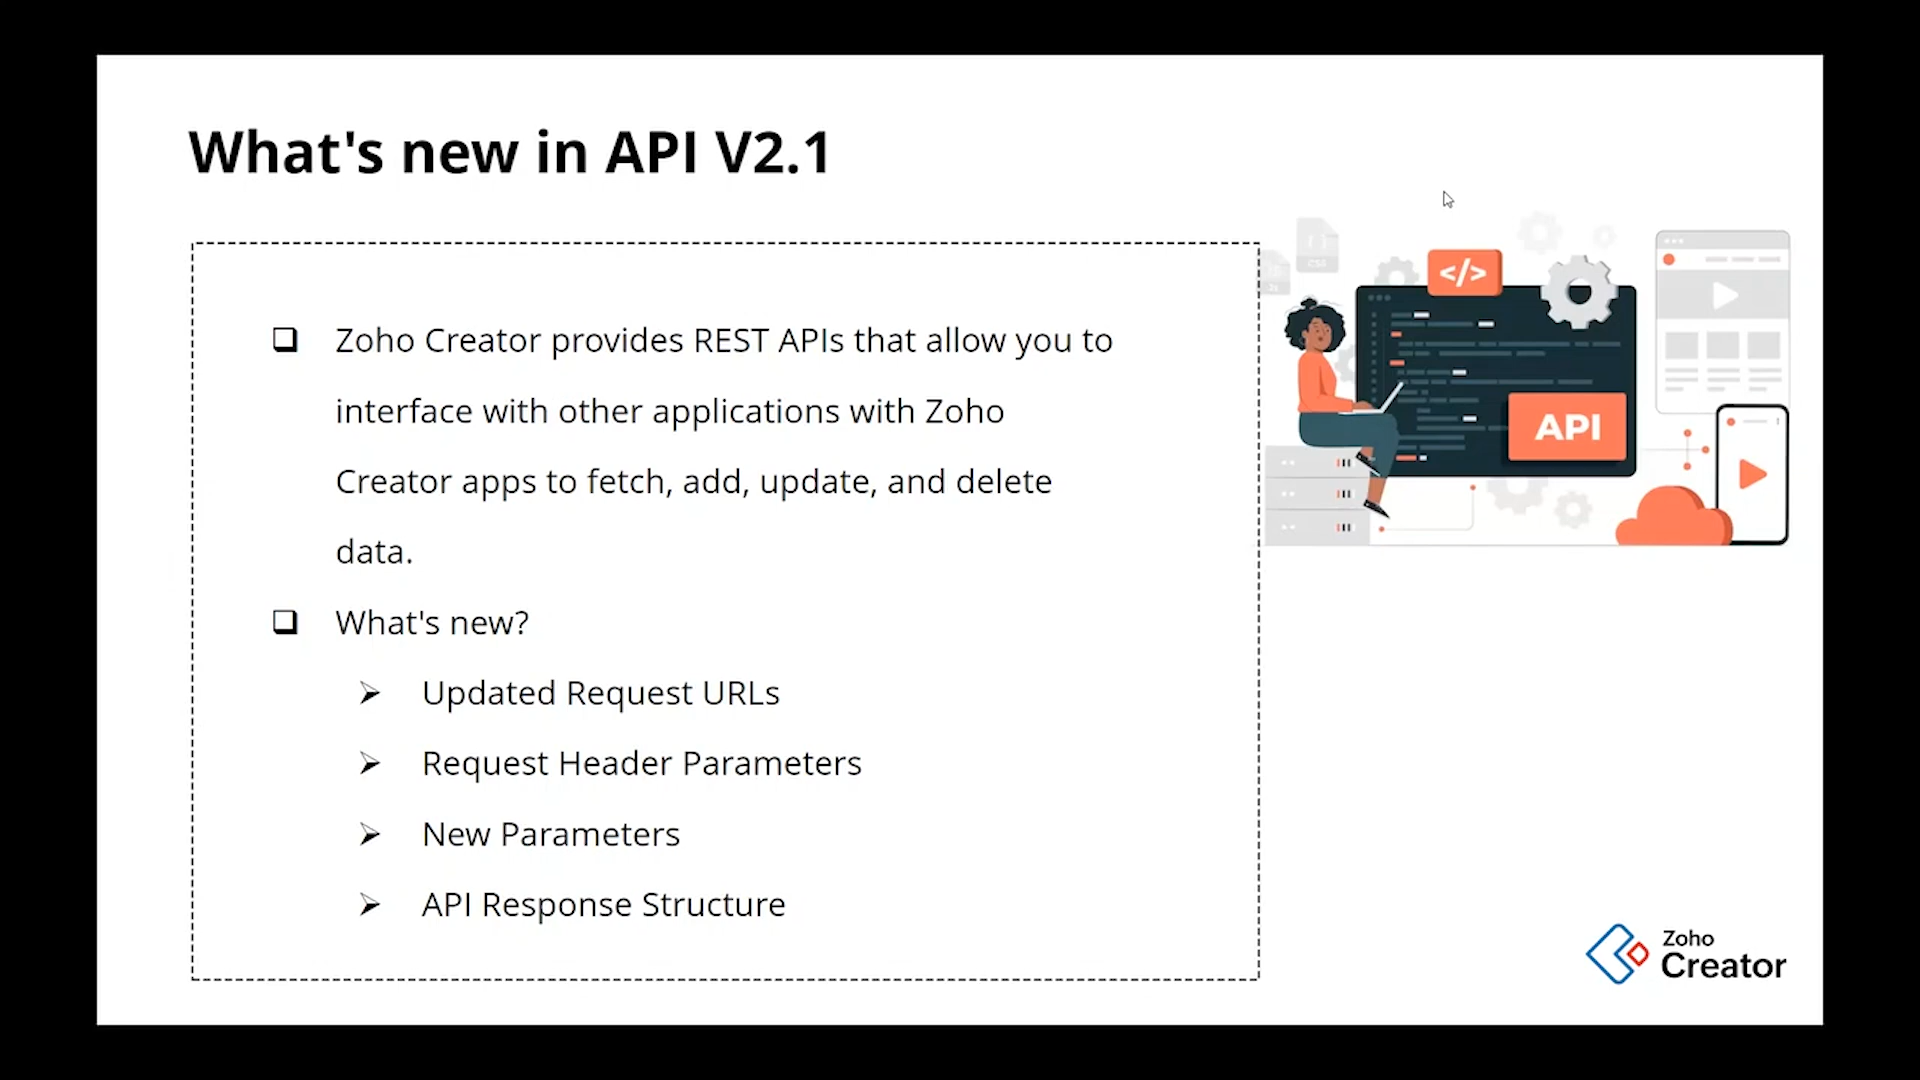 What's new in API V2.1
Zoho Creator provides REST APIs that allow you to
interface with other applications with Zoho
Creator apps to fetch, add, update, and delete
data.
What's new?
Updated Request URLs
Request Header Parameters
New Parameters
API Response Structure
{ }
CSS
</>
API
Zoho
Creator